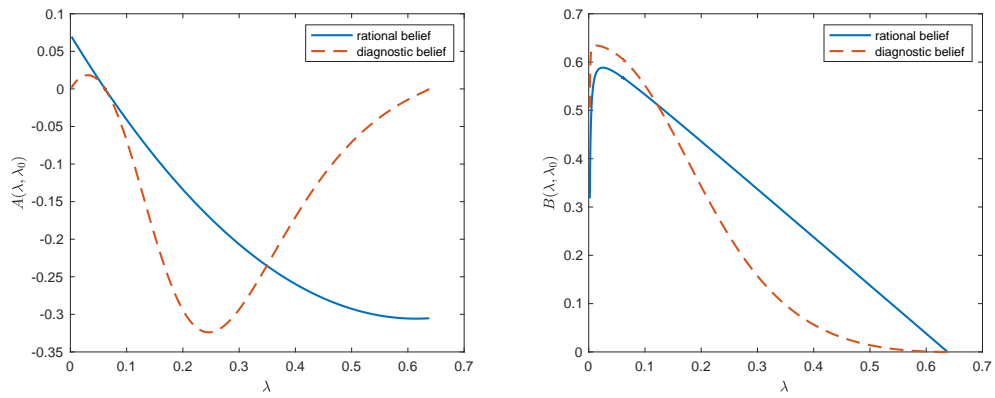 0.1
0.05
0
-0.05
-0.1
-0.15
-0.2
-0.25
-0.3
-0.35
A(λ, λ₀)
rational belief
diagnostic belief
0 0.1 0.2 0.3 0.4 0.5 0.6 0.7
λ
0.7
0.6
0.5
0.4
0.3
0.2
0.1
0
B(λ, λ₀)
rational belief
diagnostic belief
0 0.1 0.2 0.3 0.4 0.5 0.6 0.7
λ